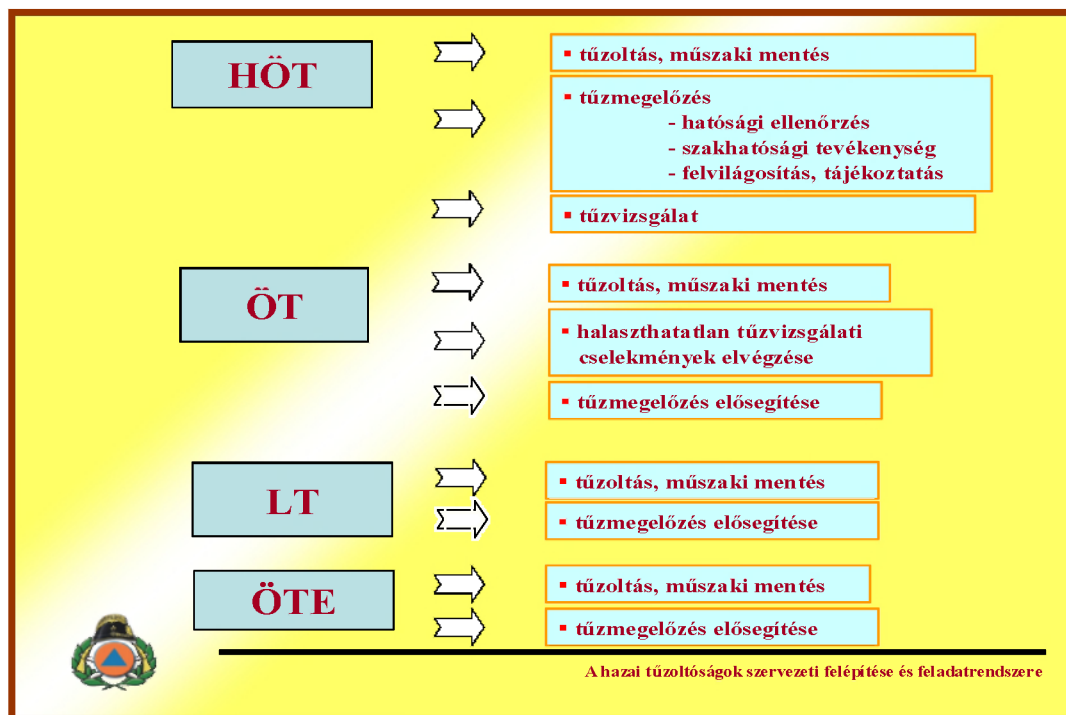 HÖT
▪ tűzoltás, műszaki mentés
▪ tűzmegelőzés
- hatósági ellenőrzés
- szakhatósági tevékenység
- felvilágosítás, tájékoztatás
▪ tűzvizsgálat
ÖT
▪ tűzoltás, műszaki mentés
▪ halaszthatatlan tűzvizsgálati
cselekmények elvégzése
▪ tűzmegelőzés elősegítése
LT
▪ tűzoltás, műszaki mentés
▪ tűzmegelőzés elősegítése
ÖTE
▪ tűzoltás, műszaki mentés
▪ tűzmegelőzés elősegítése
A hazai tűzoltóságok szervezeti felépítése és feladatrendszere